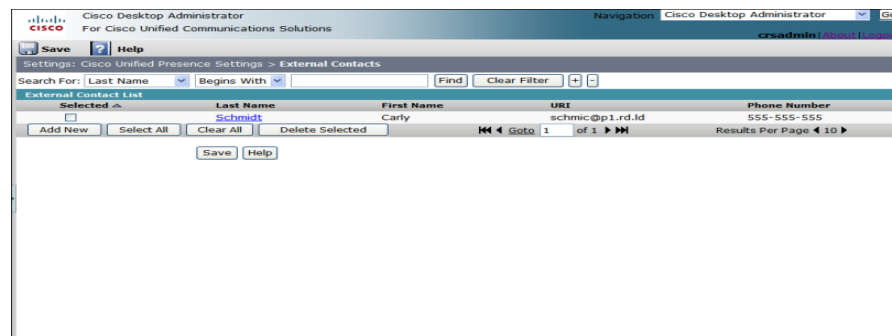 Cisco Desktop Administrator
Navigation Cisco Desktop Administrator
CISCO For Cisco Unified Communications Solutions
crsadmin | About |
Save ? Help
Settings: Cisco Unified Presence Settings > External Contacts
Search For: Last Name Begins With Find Clear Filter + -
External Contact List
Selected Last Name First Name URI Phone Number
Schmidt Carly schmic@p1.rd.ld 555-555-555
Add New Select All Clear All Delete Selected Goto 1 of 1 Results Per Page 10
Save Help